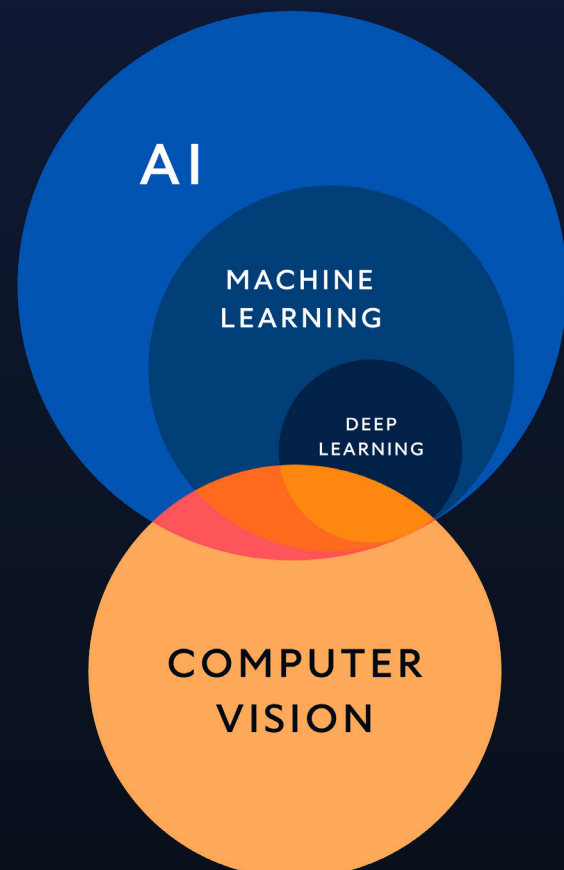 AI
MACHINE
LEARNING
DEEP
LEARNING
COMPUTER
VISION